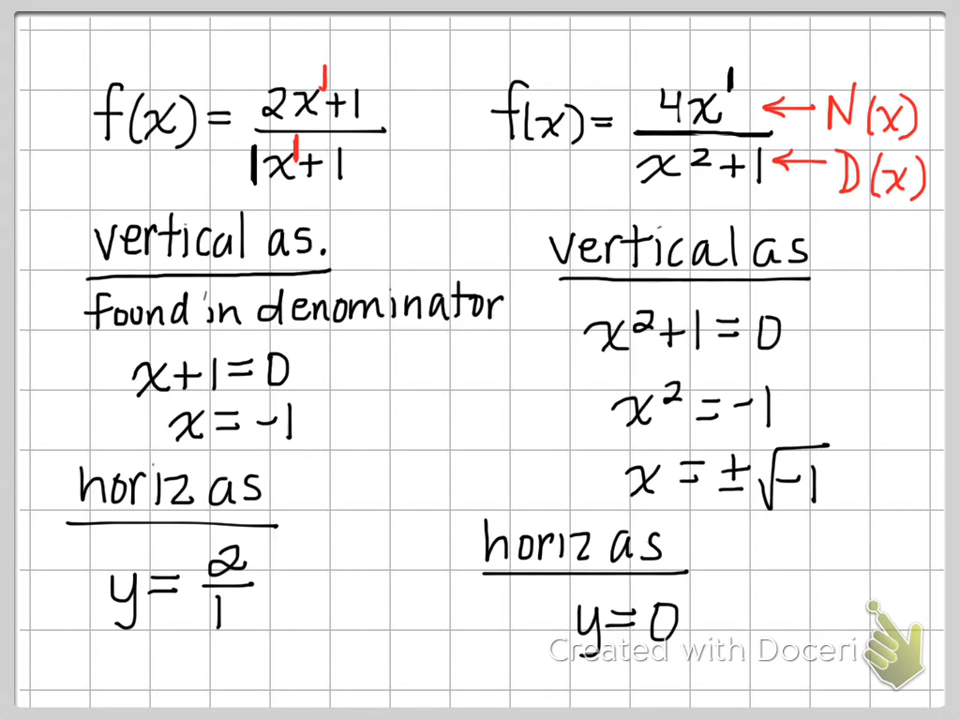 f(x) = (2x¹+1)/(1x¹+1)
vertical as.
found in denominator
x+1=0
x=-1
horiz as
y= 2/1
f(x)= 4x¹/(x²+1)
← N(x)
← D(x)
vertical as
x²+1=0
x²=-1
x=±√-1
horiz as
y=0
Created with Doceri